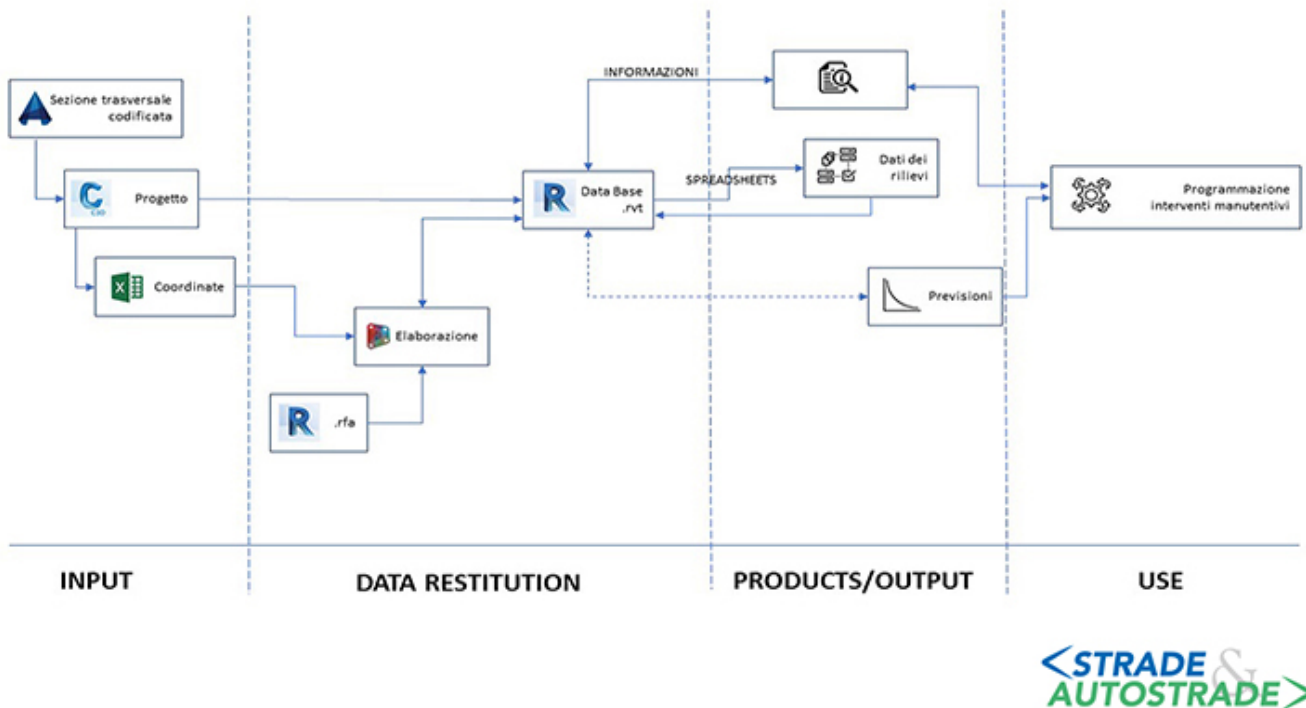 INFORMAZIONI
Sezione trasversale
codificata
Dati dei
rilievi
SPREADSHEETS
Data Base
.rvt
R
Programmazione
interventi manutentivi
C
C3D
Progetto
X
Coordinate
Previsioni
Elaborazione
R
.rfa
INPUT
DATA RESTITUTION
PRODUCTS/OUTPUT
USE
<STRADE &
AUTOSTRADE>